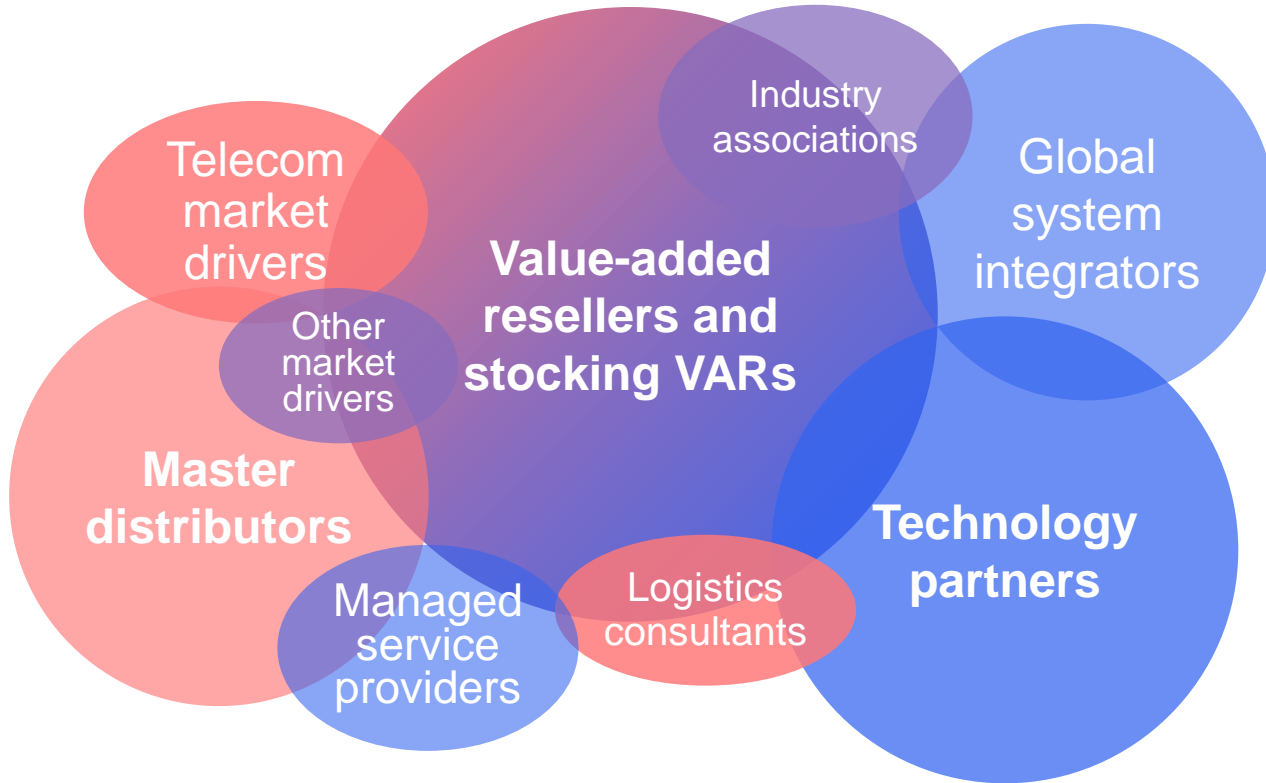 Industry
associations
Telecom
market
drivers
Global
system
integrators
Value-added
resellers and
stocking VARs
Other
market
drivers
Master
distributors
Technology
partners
Managed
service
providers
Logistics
consultants